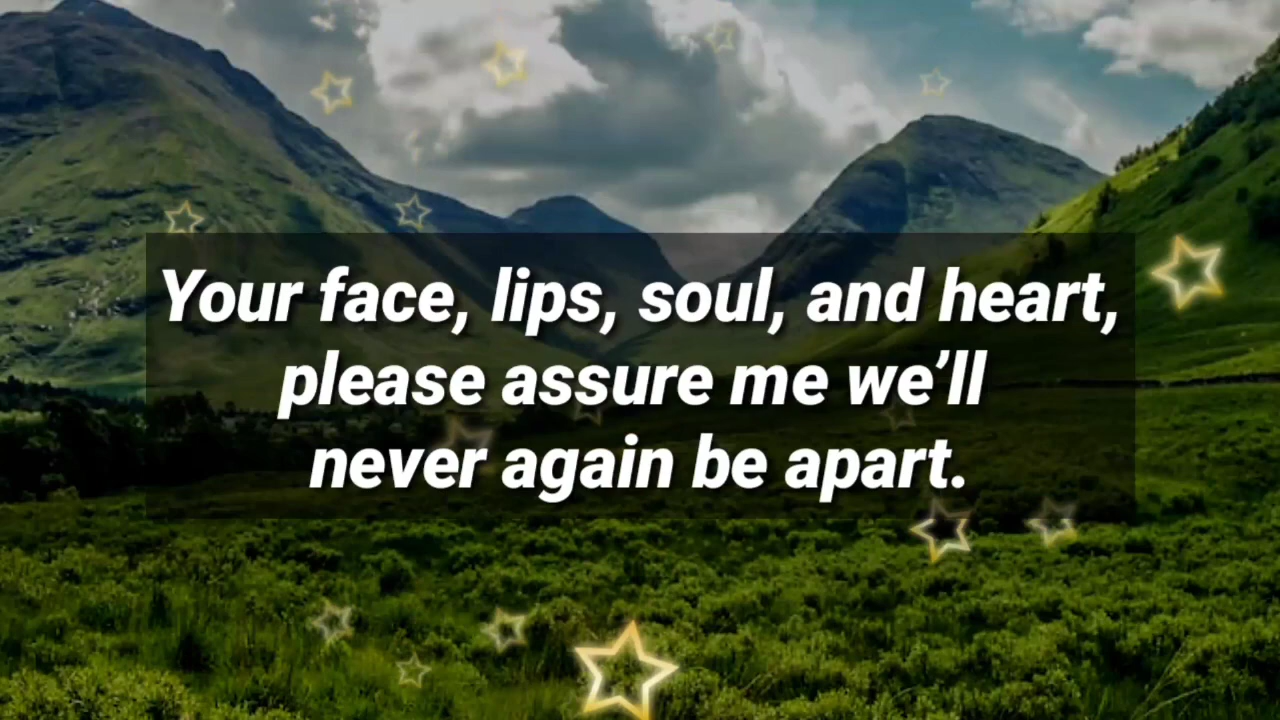 Your face, lips, soul, and heart,
please assure me we’ll
never again be apart.